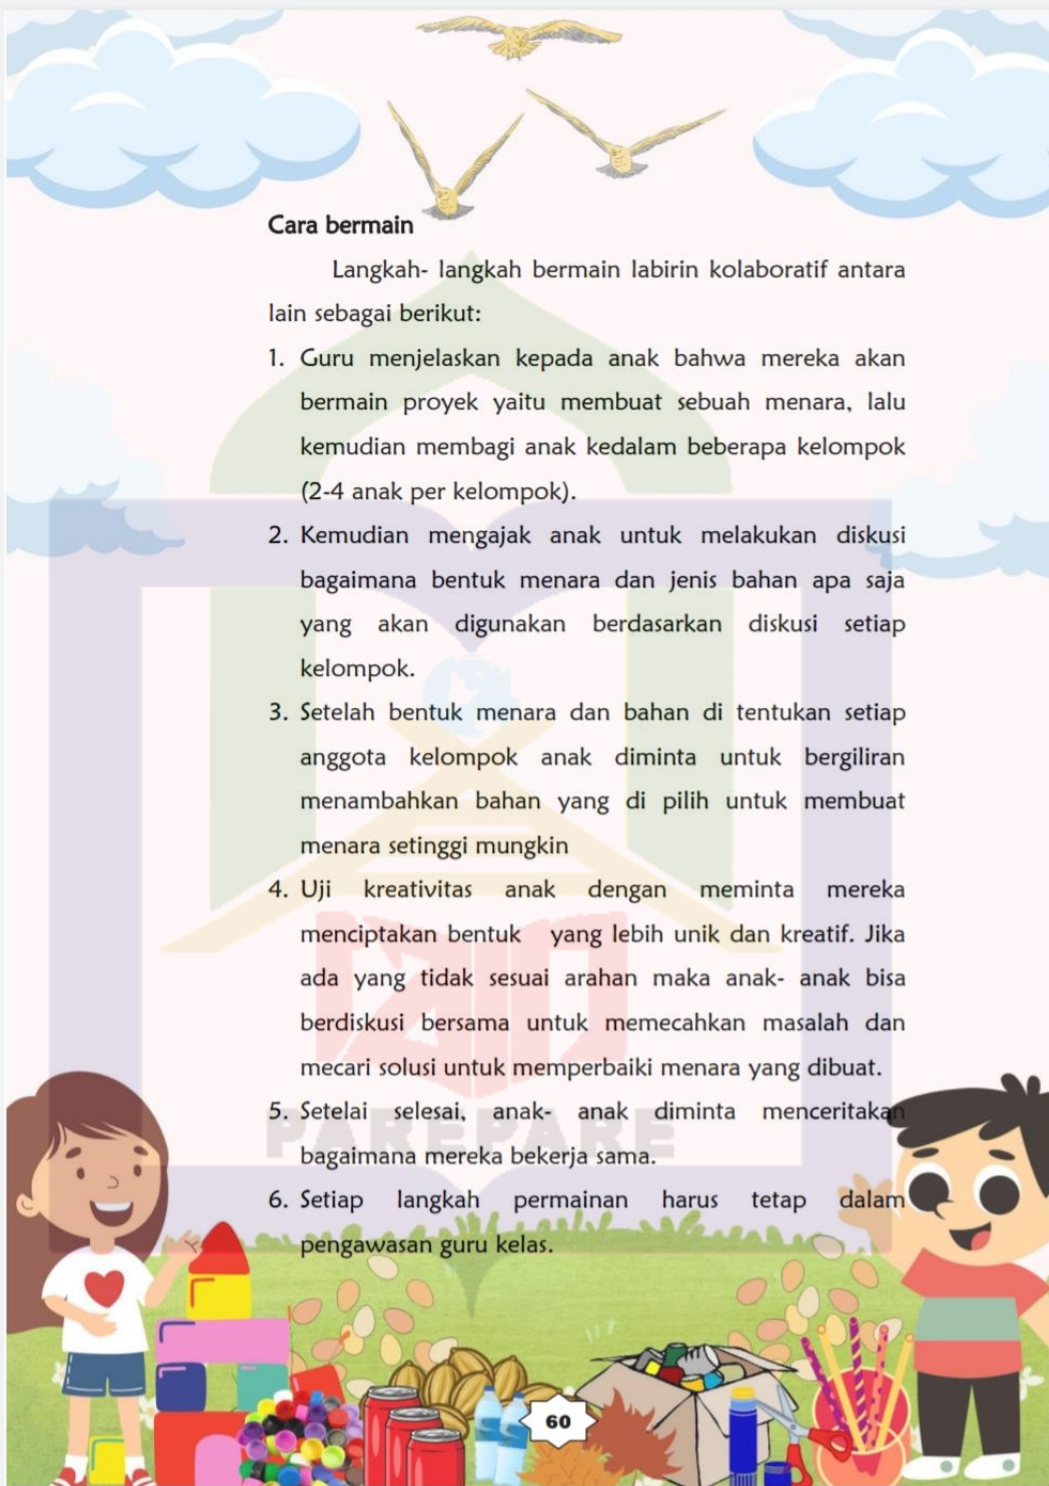 Cara bermain
Langkah- langkah bermain labirin kolaboratif antara
lain sebagai berikut:
1. Guru menjelaskan kepada anak bahwa mereka akan
bermain proyek yaitu membuat sebuah menara, lalu
kemudian membagi anak kedalam beberapa kelompok
(2-4 anak per kelompok).
2. Kemudian mengajak anak untuk melakukan diskusi
bagaimana bentuk menara dan jenis bahan apa saja
yang akan digunakan berdasarkan diskusi setiap
kelompok.
3. Setelah bentuk menara dan bahan di tentukan setiap
anggota kelompok anak diminta untuk bergiliran
menambahkan bahan yang di pilih untuk membuat
menara setinggi mungkin
4. Uji kreativitas anak dengan meminta mereka
menciptakan bentuk yang lebih unik dan kreatif. Jika
ada yang tidak sesuai arahan maka anak- anak bisa
berdiskusi bersama untuk memecahkan masalah dan
mecari solusi untuk memperbaiki menara yang dibuat.
5. Setelai selesai, anak- anak diminta menceritakan
bagaimana mereka bekerja sama.
PAREPARE
6. Setiap langkah permainan harus tetap dalam
pengawasan guru kelas.
60